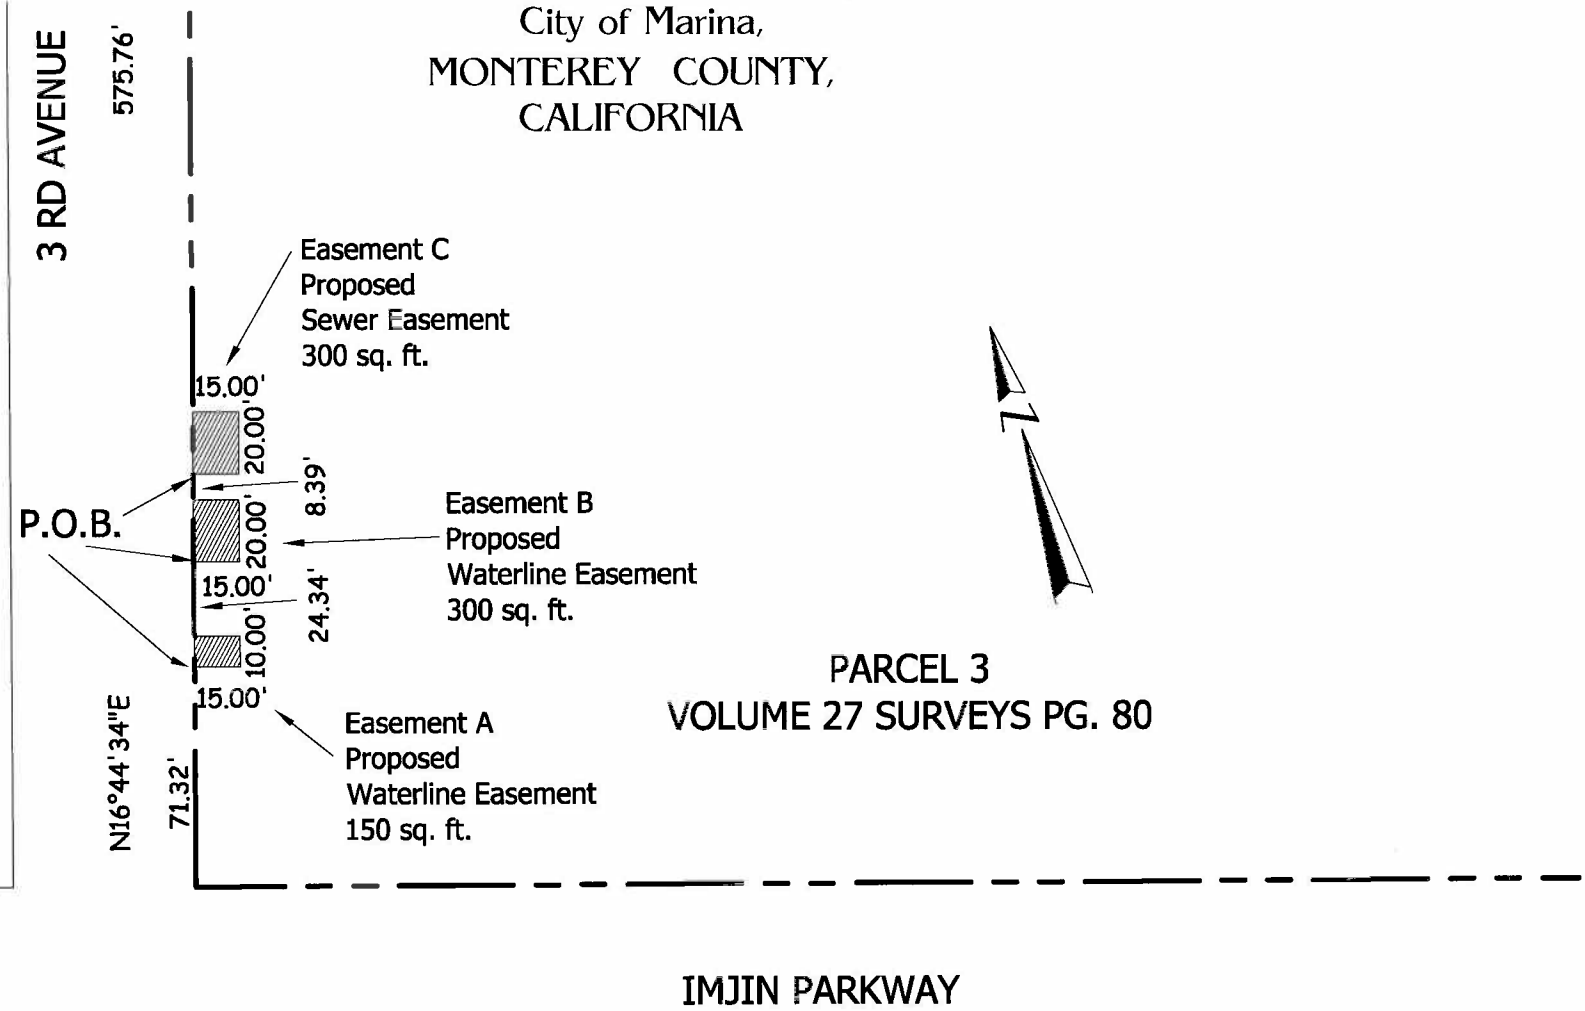 City of Marina,
MONTEREY COUNTY,
CALIFORNIA
3 RD AVENUE
575.76'
Easement C
Proposed
Sewer Easement
300 sq. ft.
15.00'
20.00'
8.39'
P.O.B.
Easement B
Proposed
Waterline Easement
300 sq. ft.
20.00'
15.00'
24.34'
10.00'
15.00'
Easement A
Proposed
Waterline Easement
150 sq. ft.
N16°44'34"E
71.32'
N
PARCEL 3
VOLUME 27 SURVEYS PG. 80
IMJIN PARKWAY